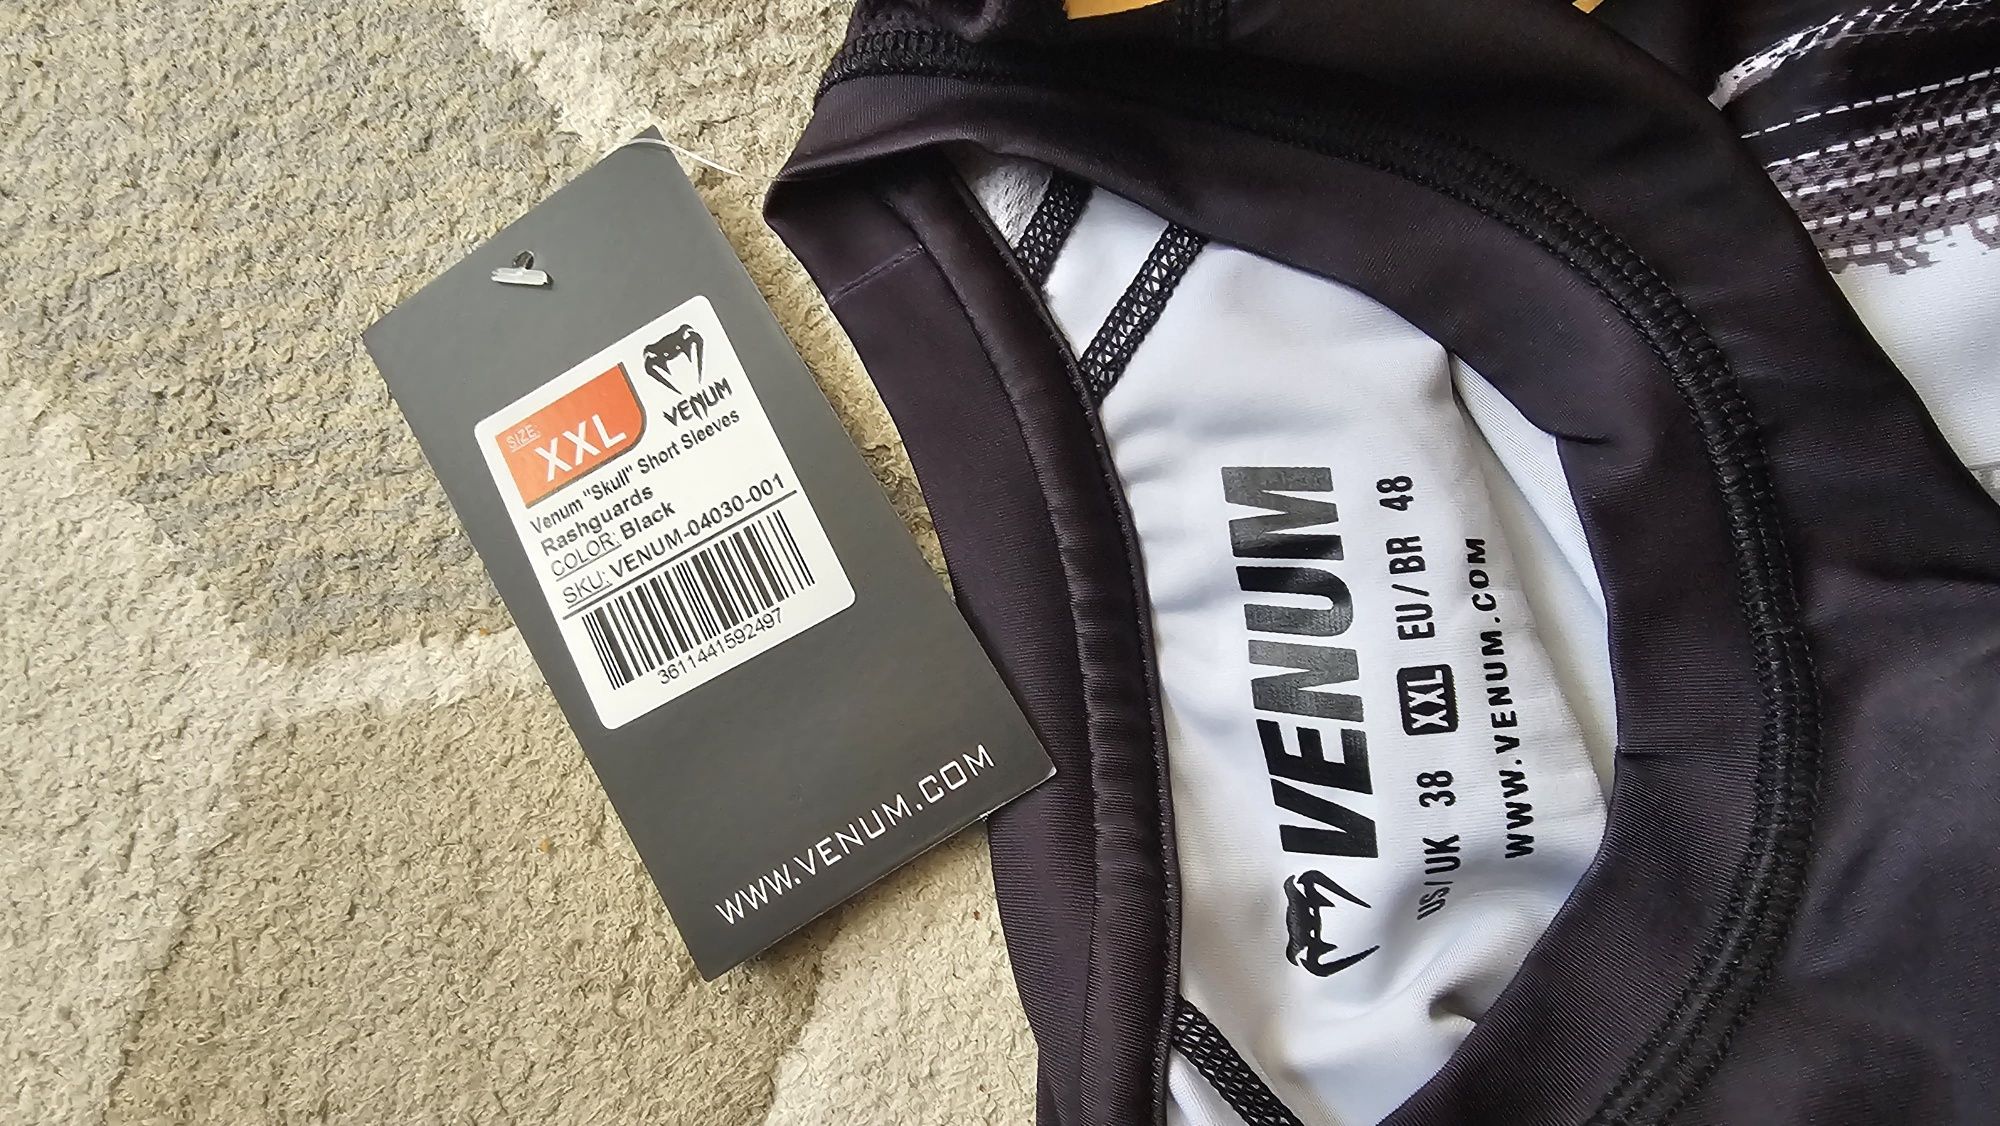 VENUM
SIZE:
XXL
Venum "Skull" Short Sleeves
Rashguards
COLOR: Black
SKU: VENUM-04030-001
3611441592497
WWW.VENUM.COM
VENUM
US/UK 38 XXL EU/BR 48
WWW.VENUM.COM